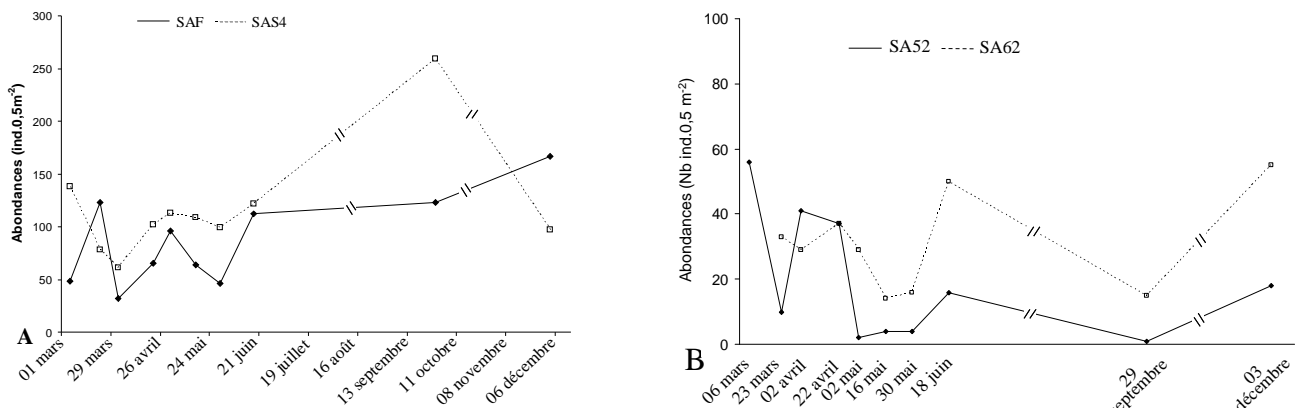 300
SAF
SAS4
250
200
150
100
50
0
Abondances (ind.0,5m-2)
A
01 mars
29 mars
26 avril
24 mai
21 juin
19 juillet
16 août
13 septembre
11 octobre
08 novembre
06 décembre
100
SA52
SA62
80
60
40
20
0
Abondances (Nb ind.0,5 m-2)
B
06 mars
23 mars
02 avril
22 avril
02 mai
16 mai
30 mai
18 juin
29
eptembre
03
décembre